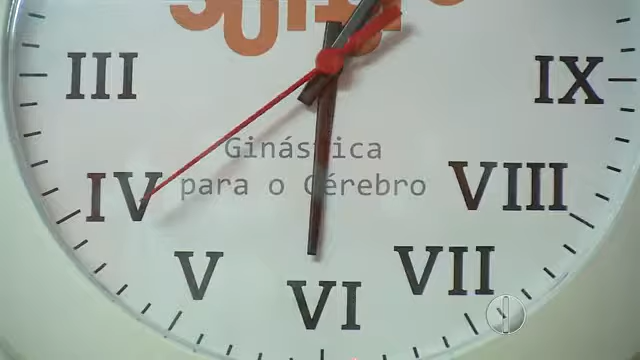 III IX
Ginástica
IV para o Cérebro VIII
V VI VII